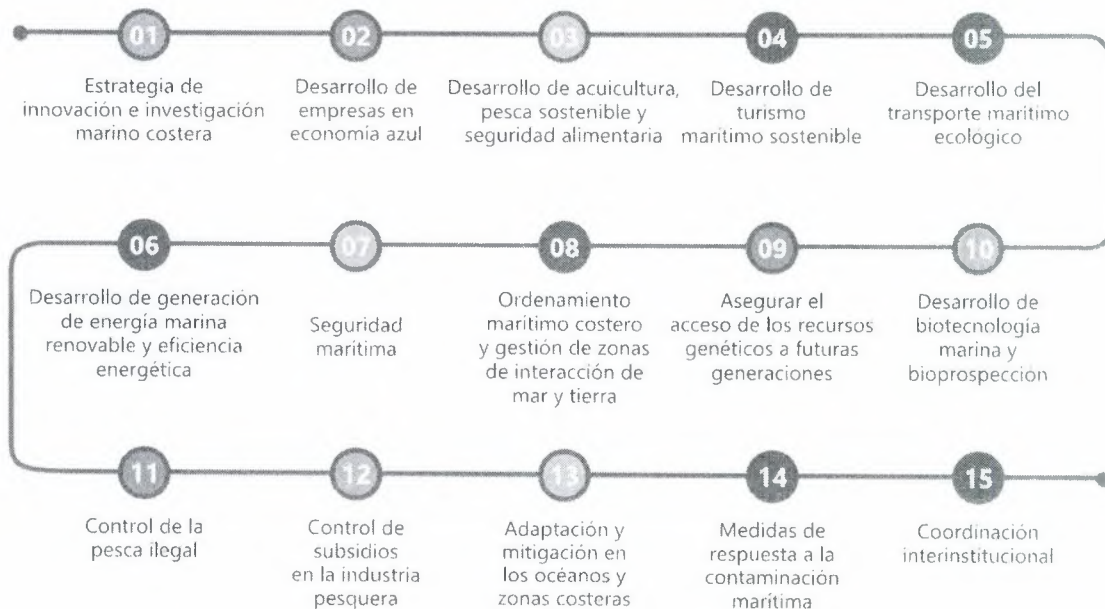 01
Estrategia de
innovación e investigación
marino costera
02
Desarrollo de
empresas en
economía azul
03
Desarrollo de acuicultura,
pesca sostenible y
seguridad alimentaria
04
Desarrollo de
turismo
marítimo sostenible
05
Desarrollo del
transporte marítimo
ecológico
06
Desarrollo de generación
de energía marina
renovable y eficiencia
energética
07
Seguridad
marítima
08
Ordenamiento
marítimo costero
y gestión de zonas
de interacción de
mar y tierra
09
Asegurar el
acceso de los recursos
genéticos a futuras
generaciones
10
Desarrollo de
biotecnología
marina y
bioprospección
11
Control de la
pesca ilegal
12
Control de
subsidios
en la industria
pesquera
13
Adaptación y
mitigación en
los océanos y
zonas costeras
14
Medidas de
respuesta a la
contaminación
marítima
15
Coordinación
interinstitucional